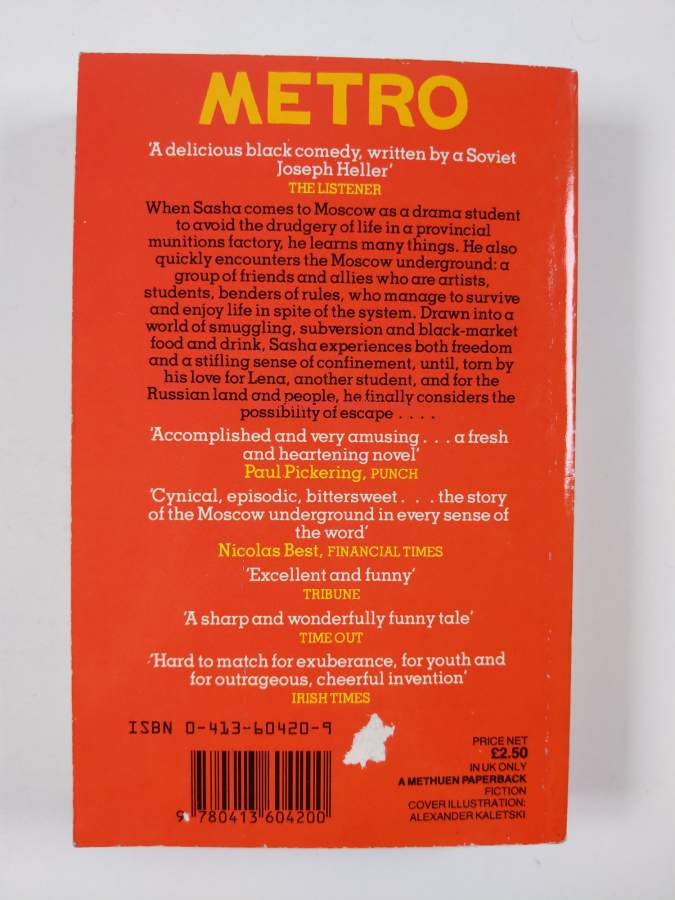 METRO
'A delicious black comedy, written by a Soviet
Joseph Heller'
THE LISTENER
When Sasha comes to Moscow as a drama student
to avoid the drudgery of life in a provincial
munitions factory, he learns many things. He also
quickly encounters the Moscow underground: a
group of friends and allies who are artists,
students, benders of rules, who manage to survive
and enjoy life in spite of the system. Drawn into a
world of smuggling, subversion and black-market
food and drink, Sasha experiences both freedom
and a stifling sense of confinement, until, torn by
his love for Lena, another student, and for the
Russian land and people, he finally considers the
possibility of escape . . . .
'Accomplished and very amusing . . . a fresh
and heartening novel'
Paul Pickering, PUNCH
'Cynical, episodic, bittersweet . . . the story
of the Moscow underground in every sense of
the word'
Nicolas Best, FINANCIAL TIMES
'Excellent and funny'
TRIBUNE
'A sharp and wonderfully funny tale'
TIME OUT
'Hard to match for exuberance, for youth and
for outrageous, cheerful invention'
IRISH TIMES
ISBN 0-413-60420-9
9 780413 604200
PRICE NET
£2.50
IN UK ONLY
A METHUEN PAPERBACK
FICTION
COVER ILLUSTRATION:
ALEXANDER KALETSKI